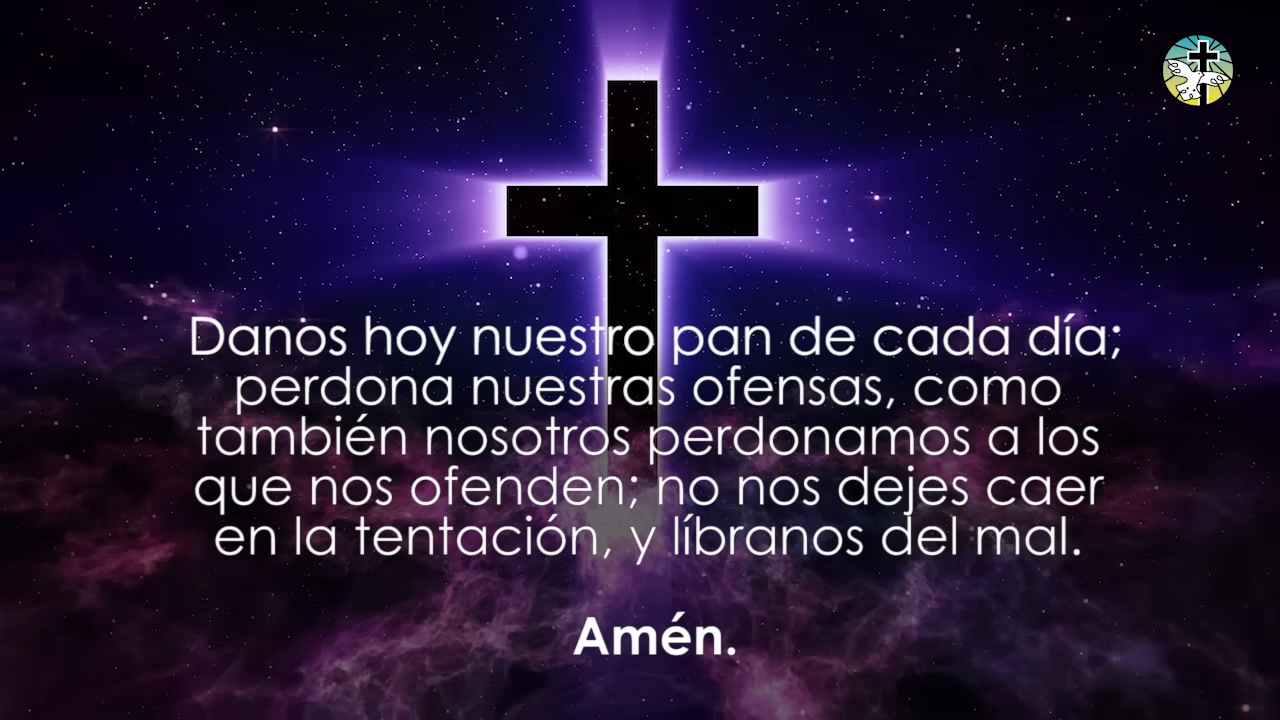 Danos hoy nuestro pan de cada día;
perdona nuestras ofensas, como
también nosotros perdonamos a los
que nos ofenden; no nos dejes caer
en la tentación, y líbranos del mal.
Amén.